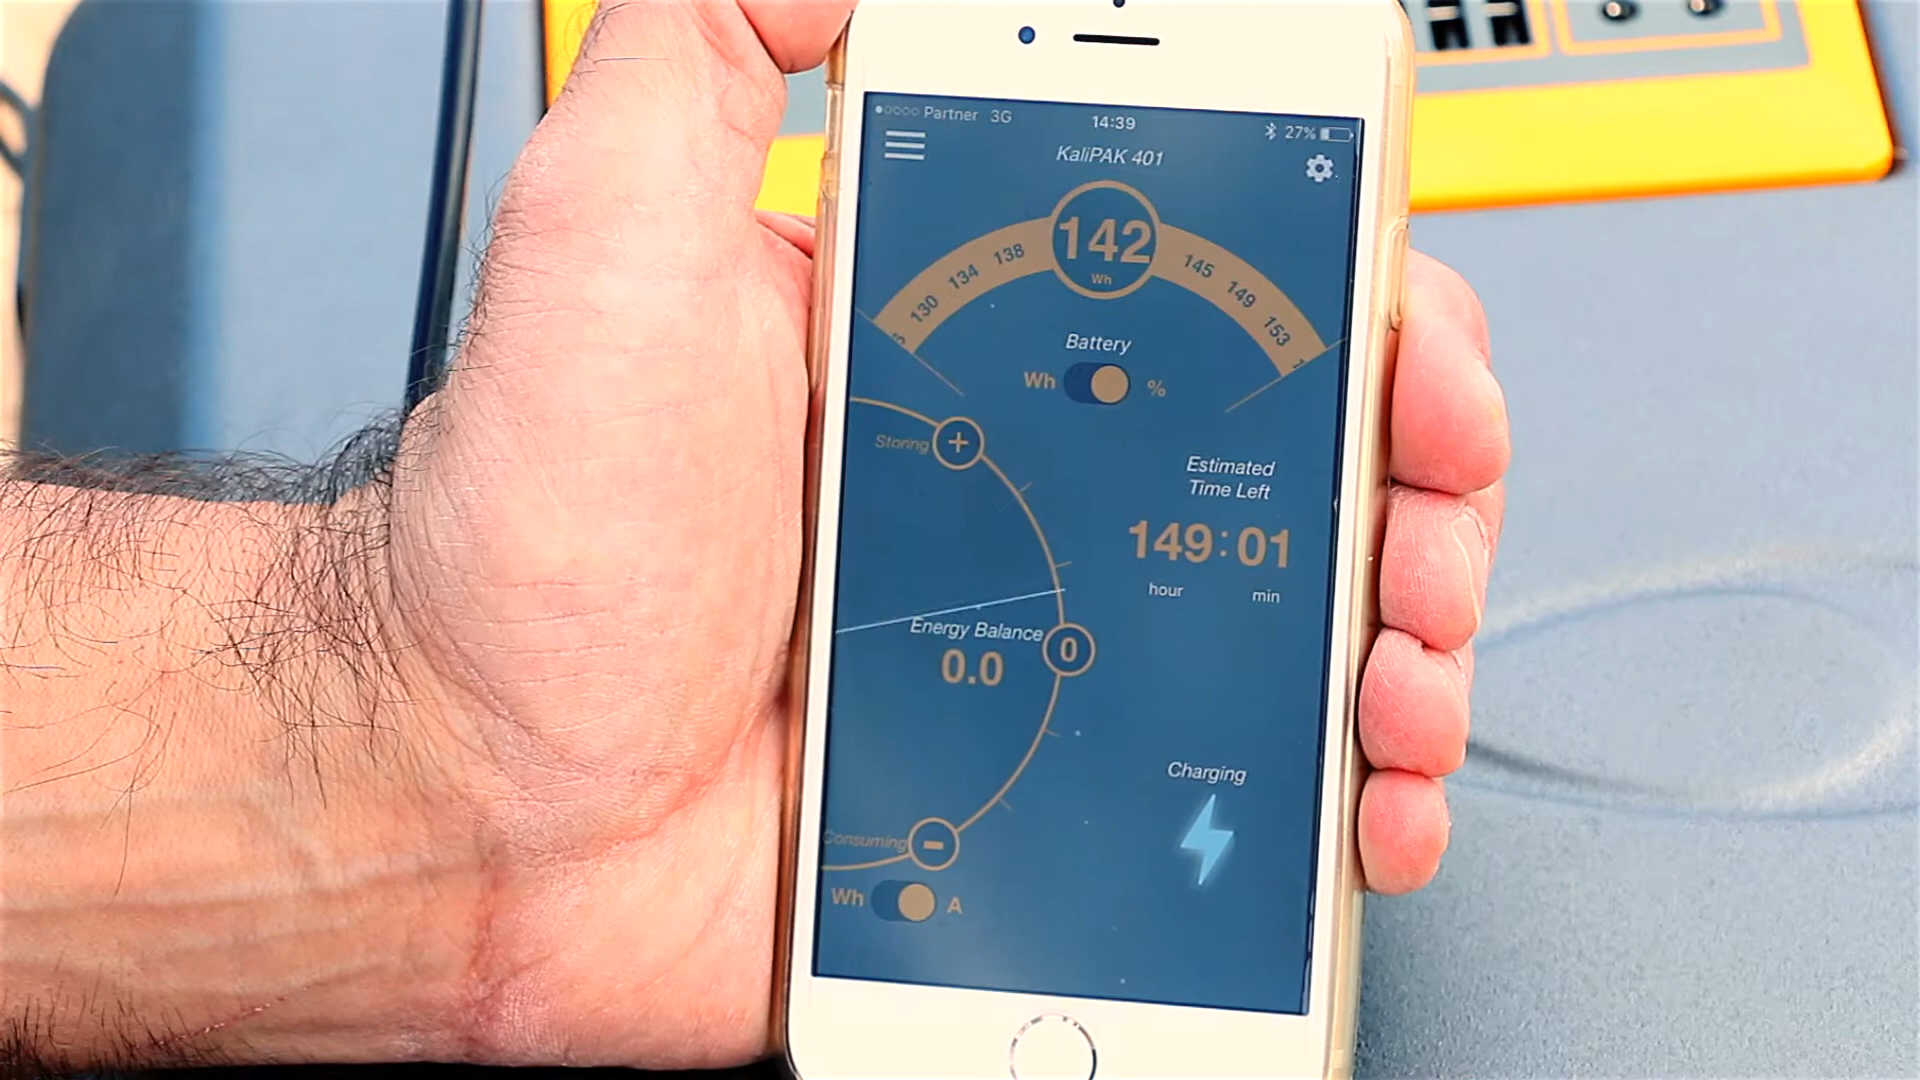 Partner 3G
14:39
27%
KaliPAK 401
142
Wh
130 134 138
145 149 153
Battery
Wh %
Storing +
Estimated
Time Left
149:01
hour min
Energy Balance
0.0
0
Charging
Consuming -
Wh A